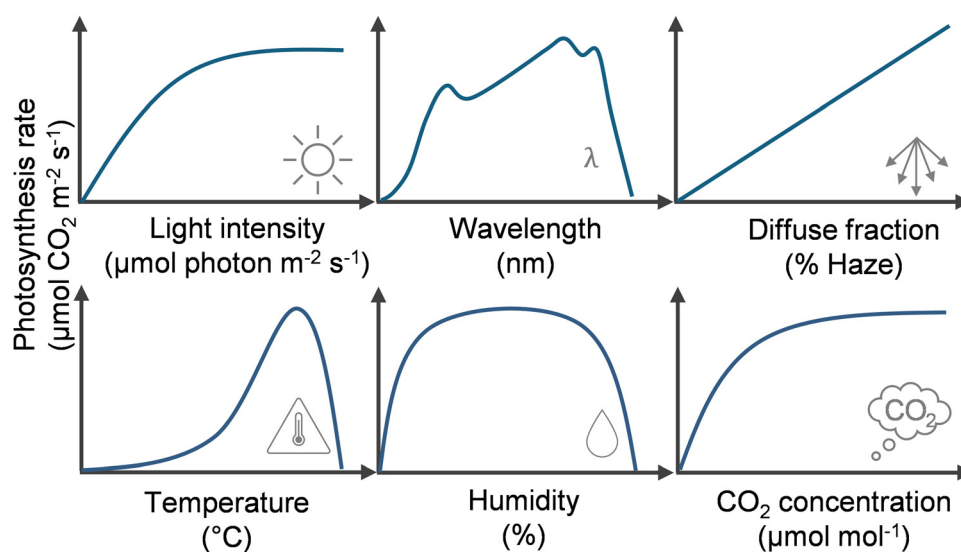 Photosynthesis rate
(μmol CO₂ m⁻² s⁻¹)
Light intensity
(μmol photon m⁻² s⁻¹)
λ
Wavelength
(nm)
Diffuse fraction
(% Haze)
Temperature
(°C)
Humidity
(%)
CO₂
CO₂ concentration
(μmol mol⁻¹)